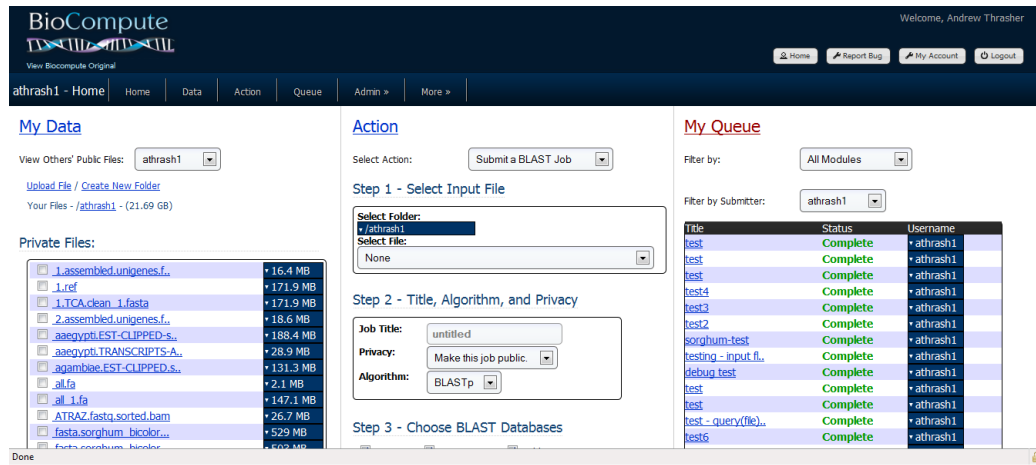 BioCompute
View Biocompute Original
Welcome, Andrew Thrasher
Home Report Bug My Account Logout
athrash1 - Home Home Data Action Queue Admin » More »
My Data
View Others' Public Files: athrash1
Upload File / Create New Folder
Your Files - /athrash1 - (21.69 GB)
Private Files:
1.assembled.unigenes.f.. 16.4 MB
1.ref 171.9 MB
1.TCA.clean_1.fasta 171.9 MB
2.assembled.unigenes.f.. 18.6 MB
aaegypti.EST-CLIPPED-s.. 188.4 MB
aaegypti.TRANSCRIPTS-A.. 28.9 MB
agambiae.EST-CLIPPED.s.. 131.3 MB
all.fa 2.1 MB
all_1.fa 147.1 MB
ATRAZ.fastq.sorted.bam 26.7 MB
fasta.sorghum_bicolor... 529 MB
fasta.sorghum_bicolor... 503 MB
Action
Select Action: Submit a BLAST Job
Step 1 - Select Input File
Select Folder:
/athrash1
Select File:
None
Step 2 - Title, Algorithm, and Privacy
Job Title: untitled
Privacy: Make this job public.
Algorithm: BLASTp
Step 3 - Choose BLAST Databases
My Queue
Filter by: All Modules
Filter by Submitter: athrash1
Title Status Username
test Complete athrash1
test Complete athrash1
test Complete athrash1
test4 Complete athrash1
test3 Complete athrash1
test2 Complete athrash1
sorghum-test Complete athrash1
testing - input fl.. Complete athrash1
debug test Complete athrash1
test Complete athrash1
test Complete athrash1
test - query(file).. Complete athrash1
test6 Complete athrash1
Done